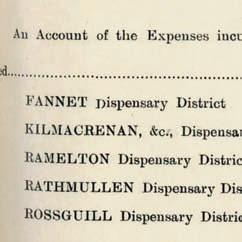 An Account of the Expenses incu
ed....................
FANNET Dispensary District
KILMACRENAN, &c., Dispensa
RAMELTON Dispensary Distric
RATHMULLEN Dispensary Dis
ROSSGUILL Dispensary Distric